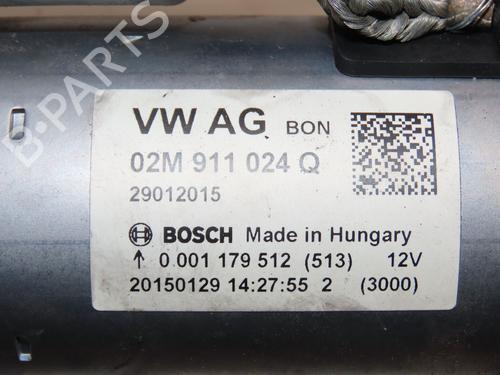 VW AG BON
02M 911 024 Q
29012015
BOSCH Made in Hungary
↑ 0 001 179 512 (513) 12V
20150129 14:27:55 2 (3000)
B-PARTS